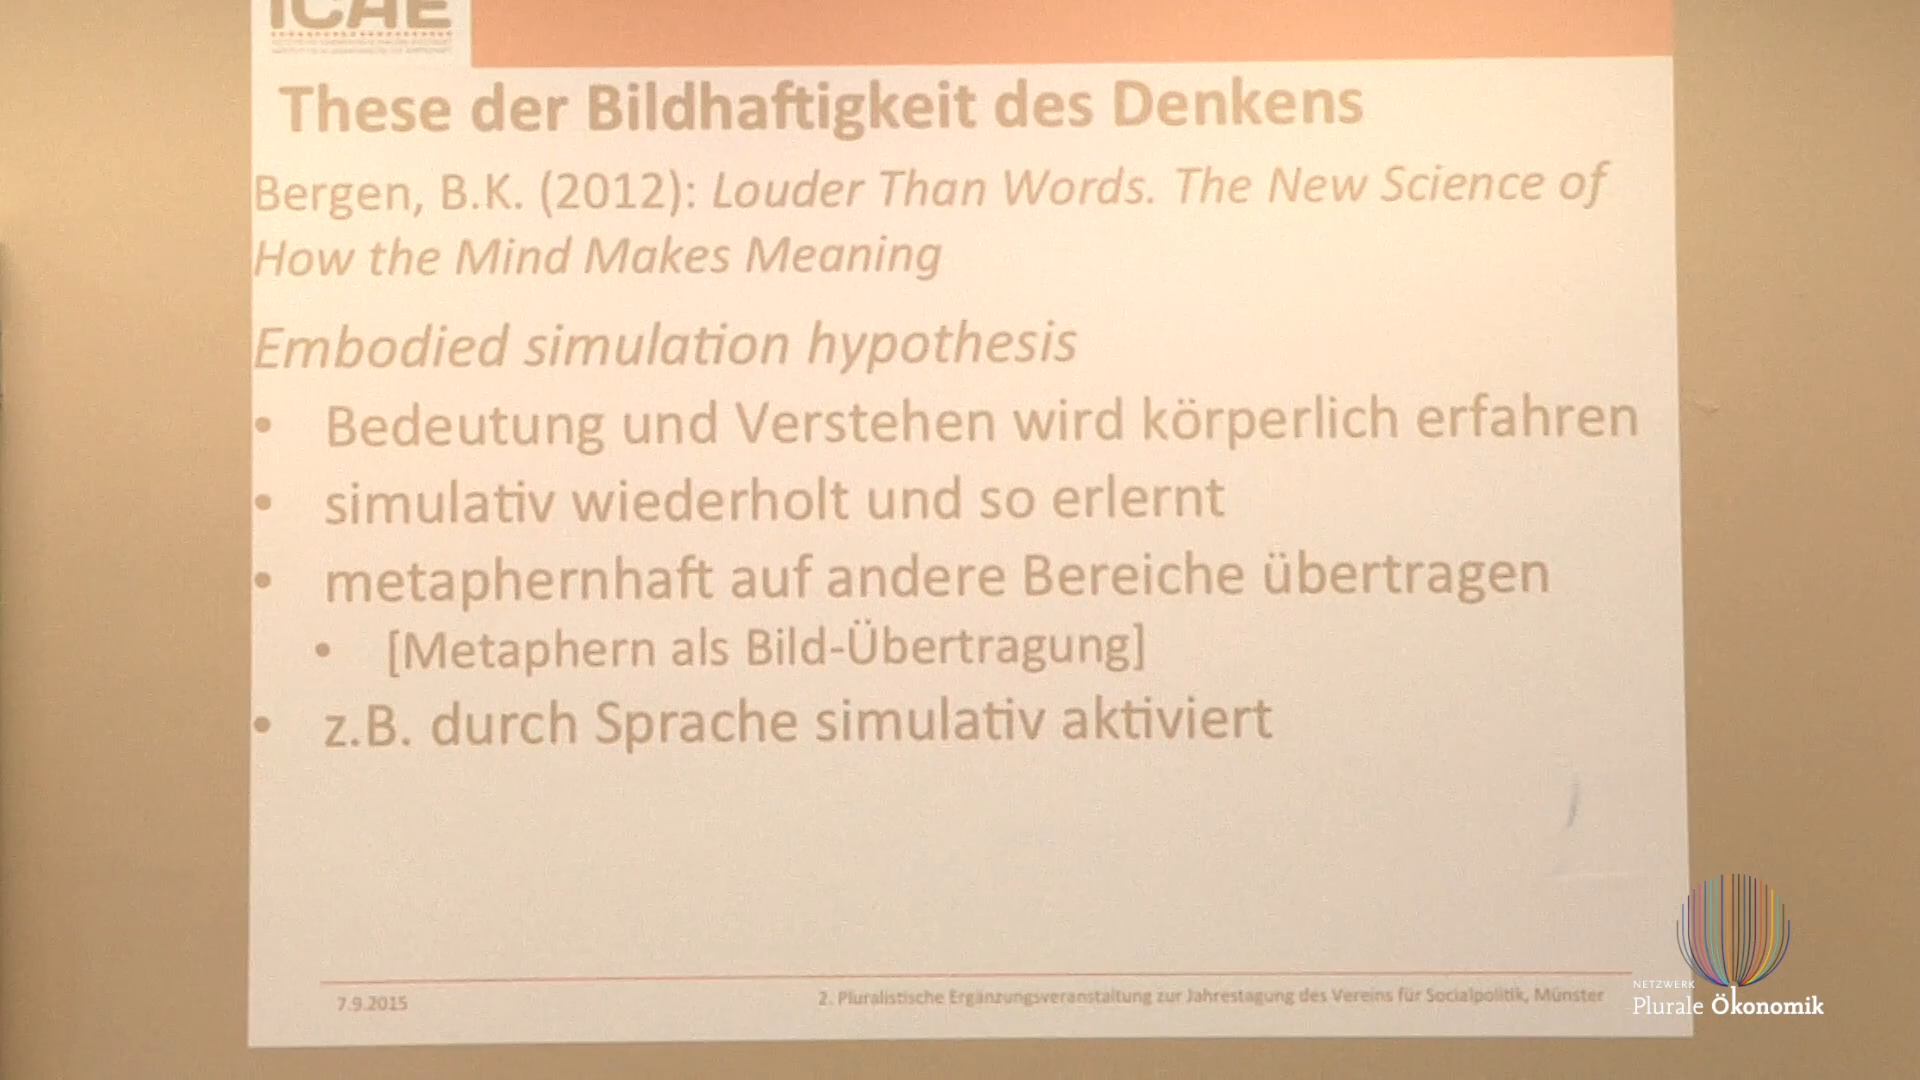 ICAE
These der Bildhaftigkeit des Denkens
Bergen, B.K. (2012): Louder Than Words. The New Science of
How the Mind Makes Meaning
Embodied simulation hypothesis
• Bedeutung und Verstehen wird körperlich erfahren
• simulativ wiederholt und so erlernt
• metaphernhaft auf andere Bereiche übertragen
• [Metaphern als Bild-Übertragung]
• z.B. durch Sprache simulativ aktiviert
7.9.2015
2. Pluralistische Ergänzungsveranstaltung zur Jahrestagung des Vereins für Socialpolitik, Münster
NETZWERK
Plurale Ökonomik